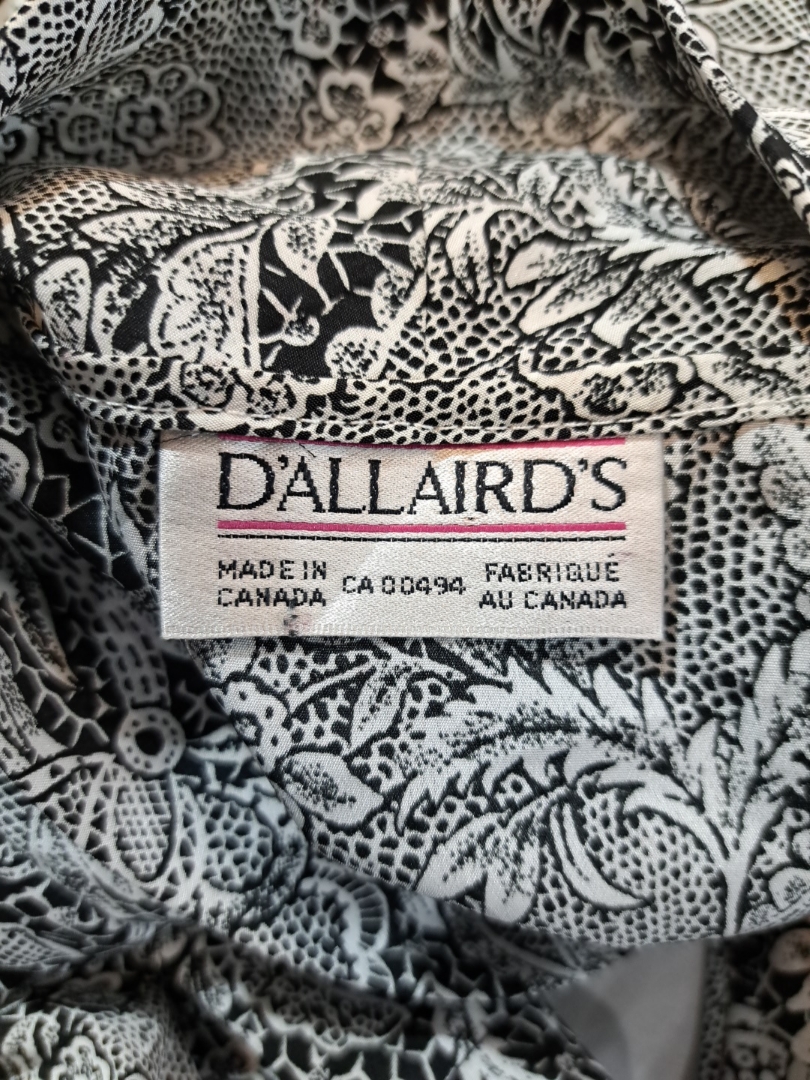 D'ALLAIRD'S
MADE IN CANADA
CA 00494
FABRIQUÉ AU CANADA